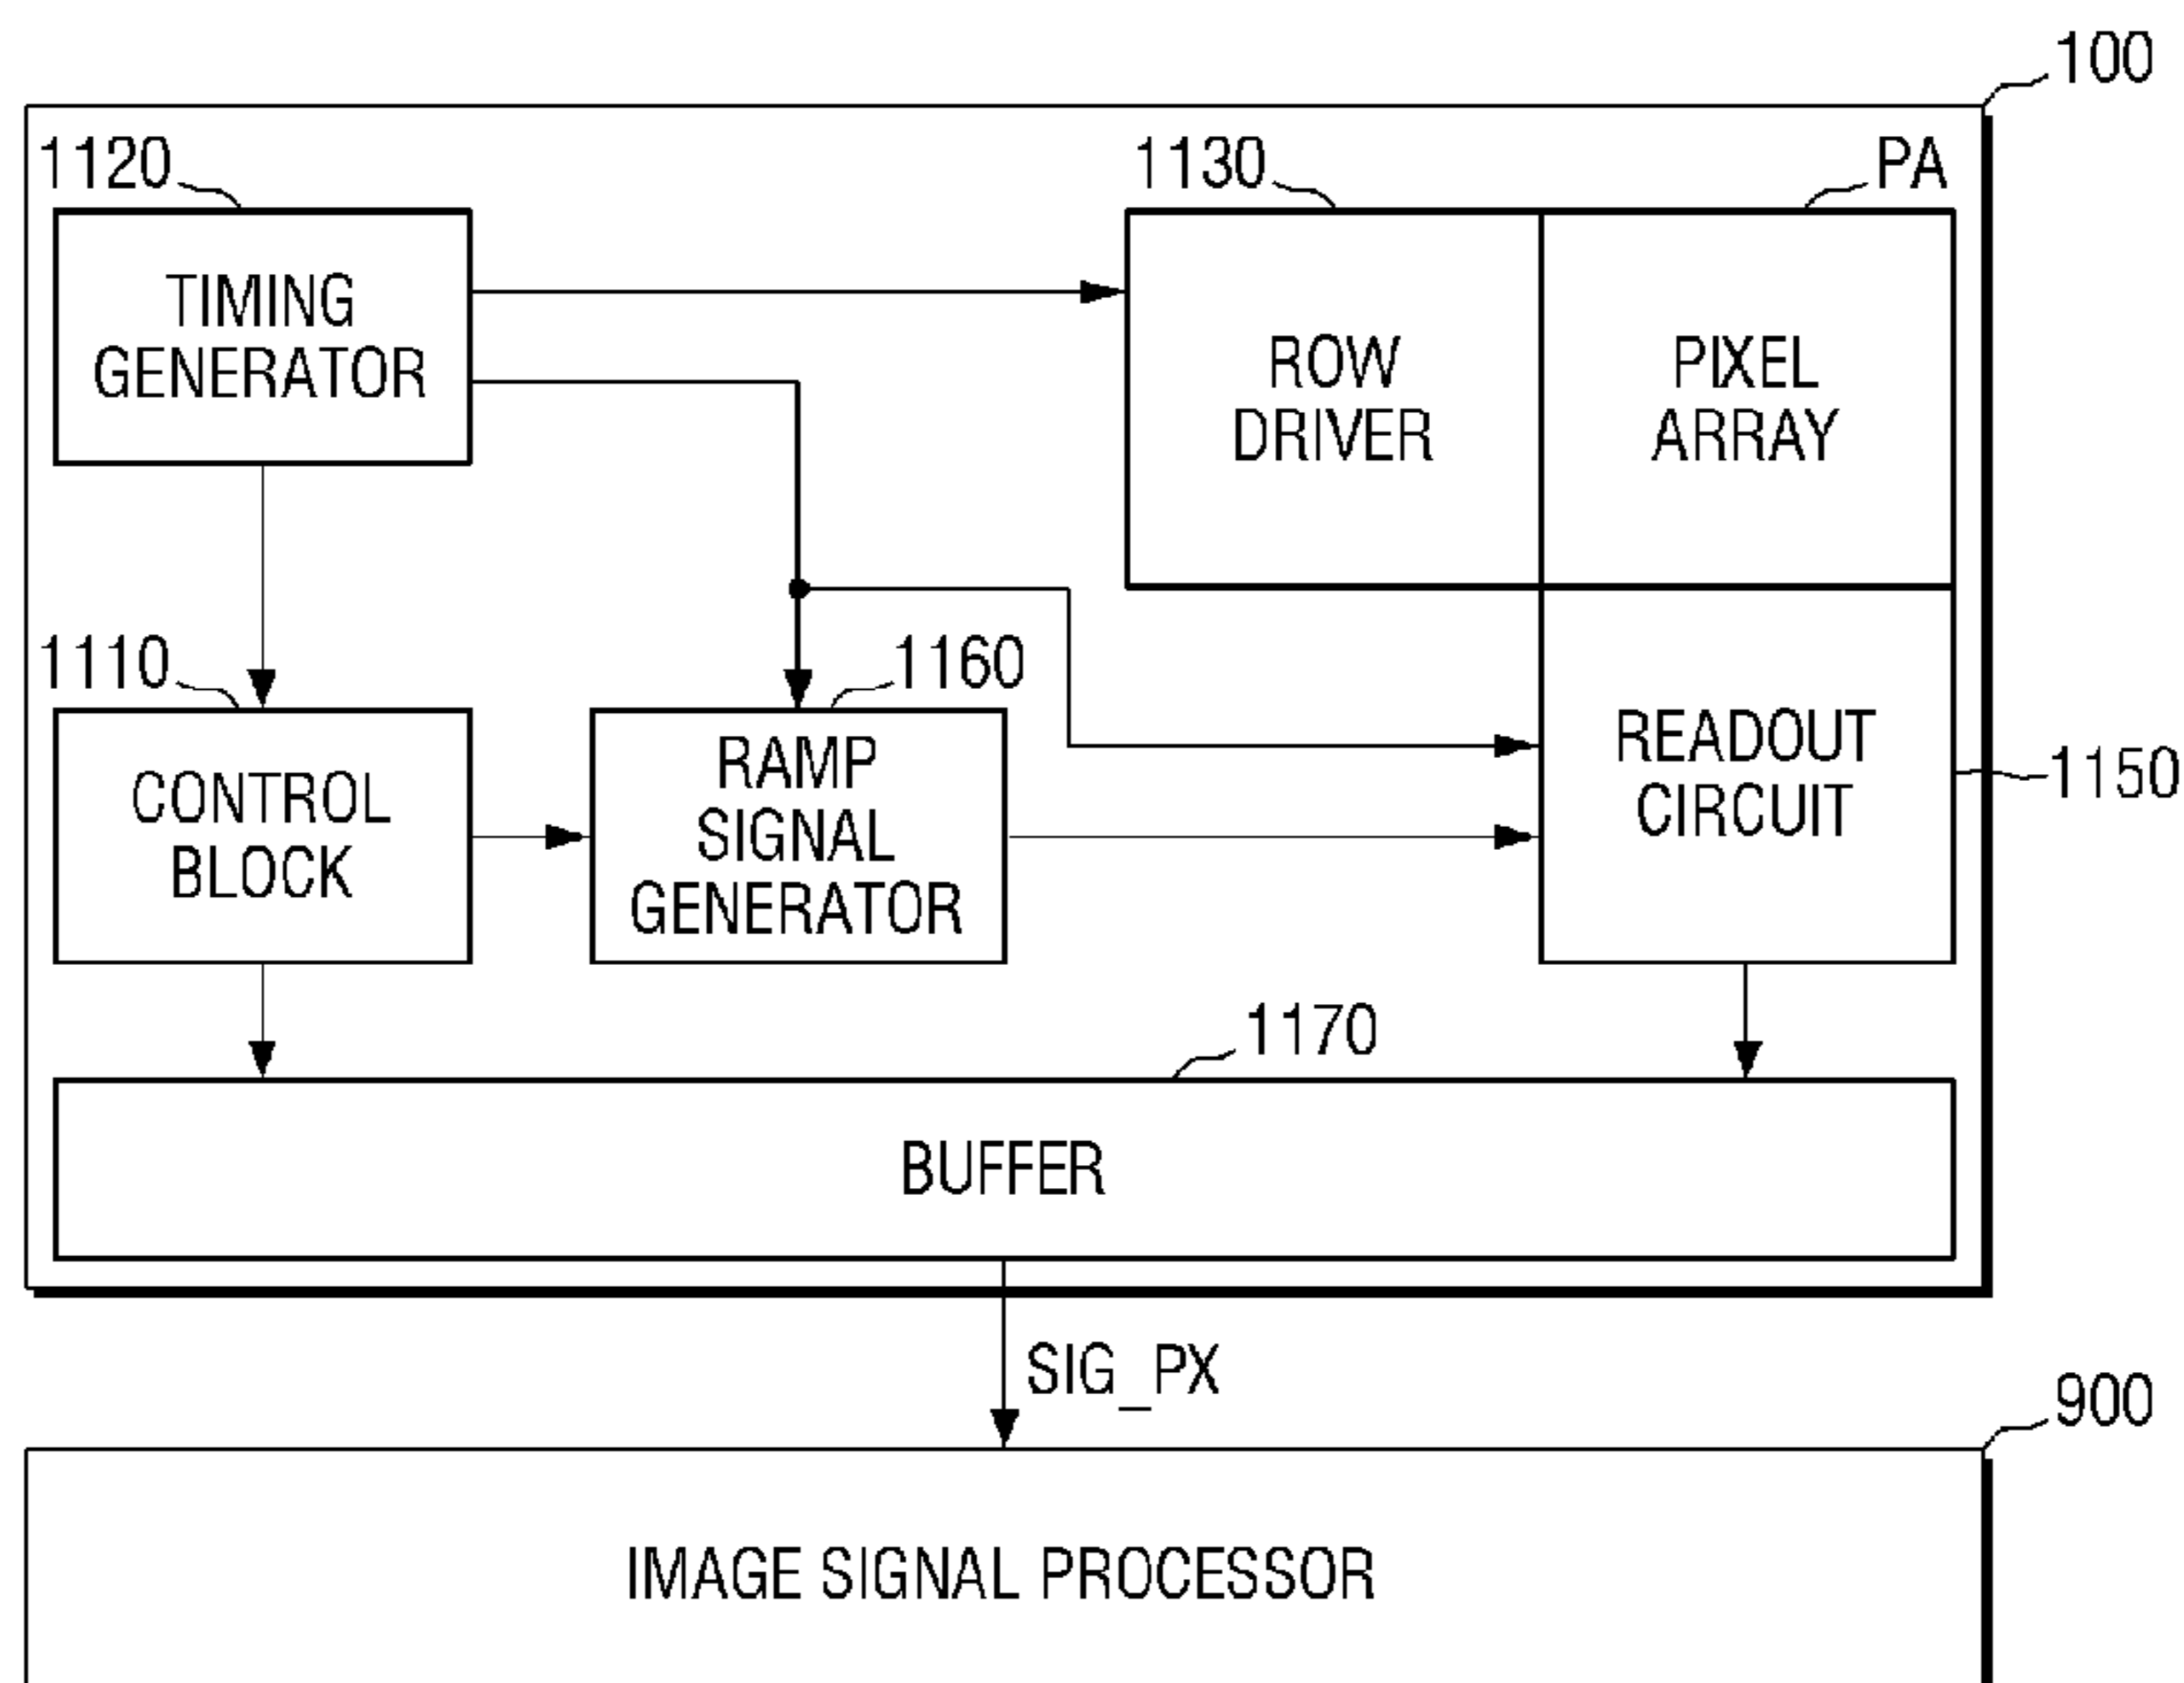 100
1120
1130
PA
TIMING
GENERATOR
ROW
DRIVER
PIXEL
ARRAY
1110
1160
CONTROL
BLOCK
RAMP
SIGNAL
GENERATOR
READOUT
CIRCUIT
1150
1170
BUFFER
SIG_PX
900
IMAGE SIGNAL PROCESSOR